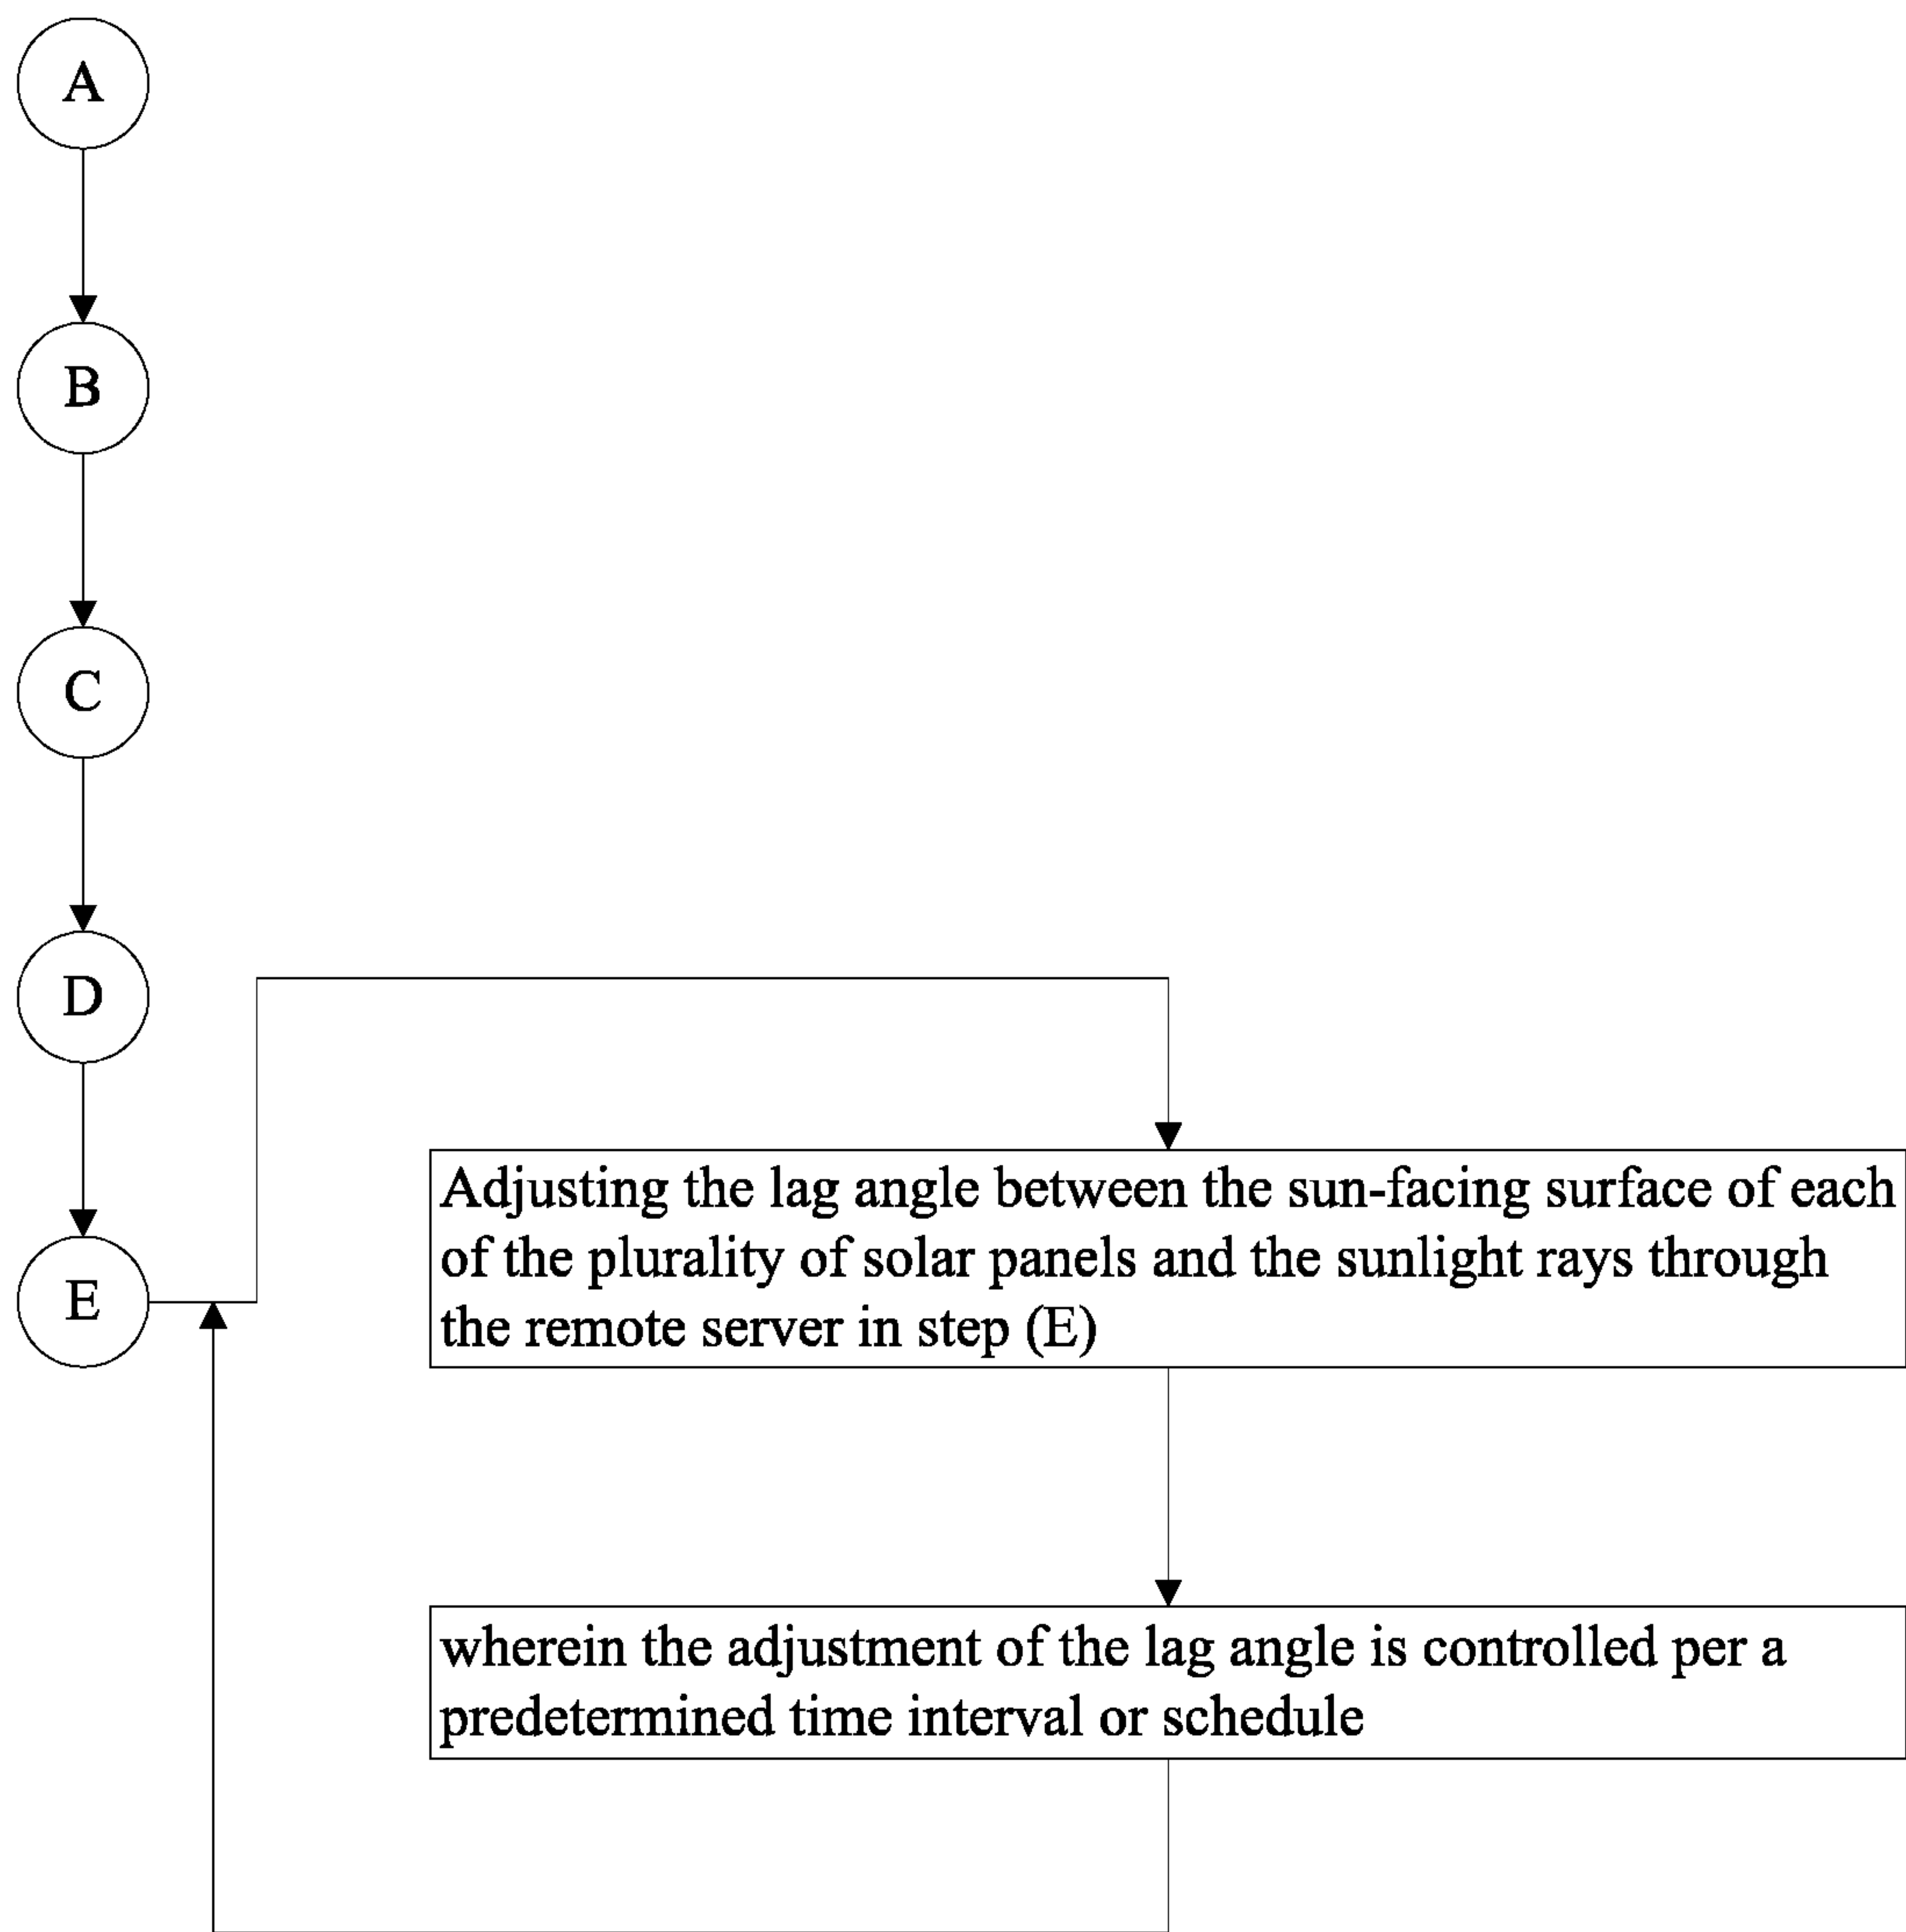 A
B
C
D
E
Adjusting the lag angle between the sun-facing surface of each
of the plurality of solar panels and the sunlight rays through
the remote server in step (E)
wherein the adjustment of the lag angle is controlled per a
predetermined time interval or schedule